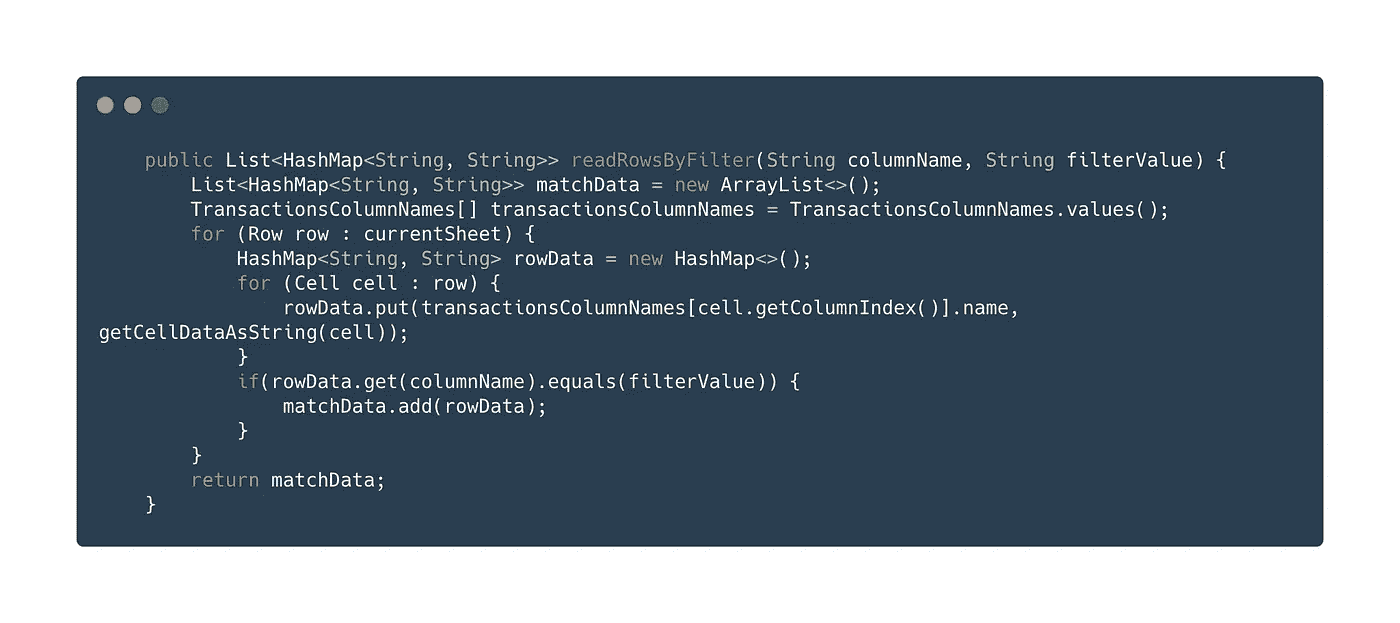 public List<HashMap<String, String>> readRowsByFilter(String columnName, String filterValue) {
List<HashMap<String, String>> matchData = new ArrayList<>();
TransactionsColumnNames[] transactionsColumnNames = TransactionsColumnNames.values();
for (Row row : currentSheet) {
HashMap<String, String> rowData = new HashMap<>();
for (Cell cell : row) {
rowData.put(transactionsColumnNames[cell.getColumnIndex()].name,
getCellDataAsString(cell));
}
if(rowData.get(columnName).equals(filterValue)) {
matchData.add(rowData);
}
}
return matchData;
}